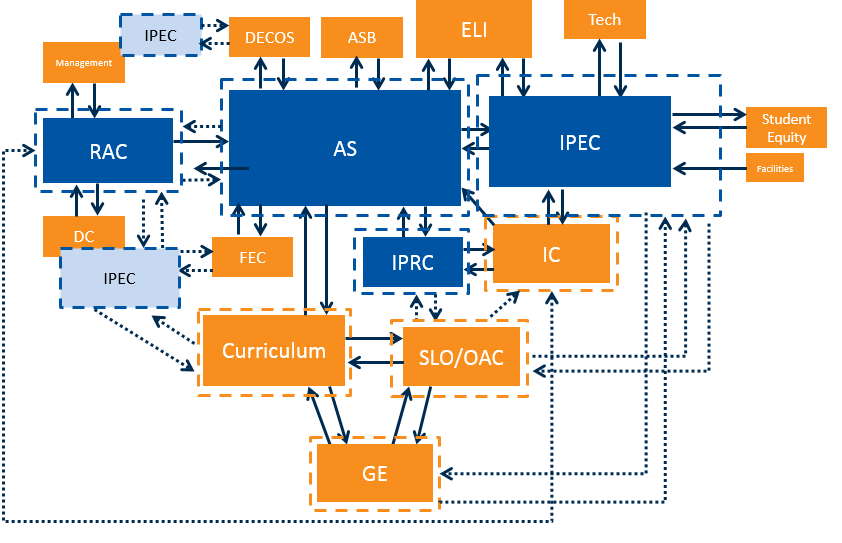 Tech
ELI
IPEC
DECOS
ASB
Management
Student
Equity
RAC
AS
IPEC
Facilities
DC
FEC
IPRC
IC
IPEC
Curriculum
SLO/OAC
GE